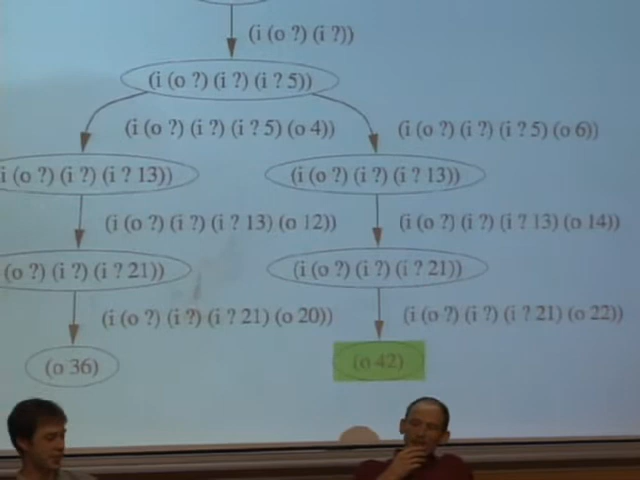 (i (o ?) (i ?))
(i (o ?) (i ?) (i ? 5))
(i (o ?) (i ?) (i ? 5) (o 4))
(i (o ?) (i ?) (i ? 5) (o 6))
i (o ?) (i ?) (i ? 13))
(i (o ?) (i ?) (i ? 13))
(i (o ?) (i ?) (i ? 13) (o 12))
(i (o ?) (i ?) (i ? 13) (o 14))
(o ?) (i ?) (i ? 21))
(i (o ?) (i ?) (i ? 21))
(i (o ?) (i ?) (i ? 21) (o 20))
(i (o ?) (i ?) (i ? 21) (o 22))
(o 36)
(o 42)